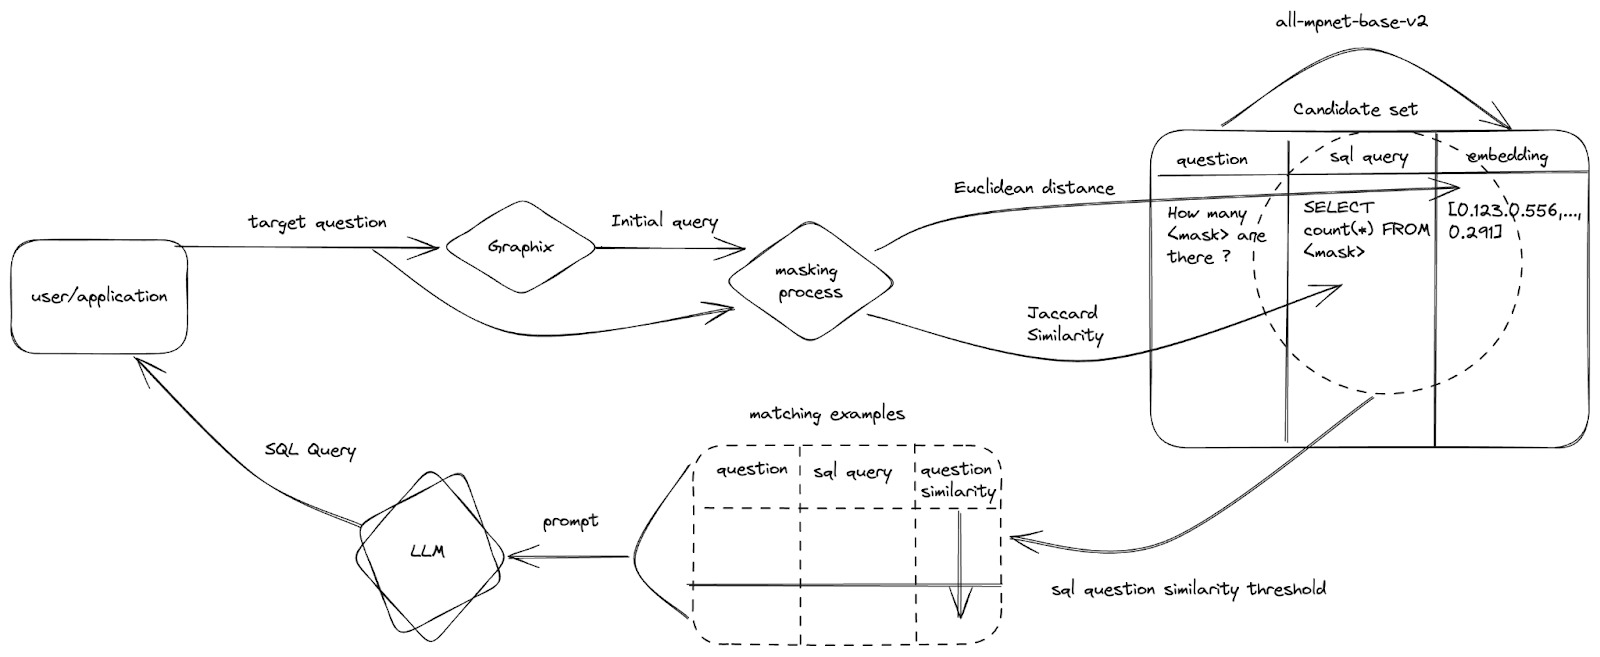 all-mpnet-base-v2
Candidate set
question
sql query
embedding
How many
<mask> are
there ?
SELECT
count(*) FROM
<mask>
[0.123.0.556,...,
0.291]
Euclidean distance
target question
Initial query
Graphix
masking
process
user/application
Jaccard
Similarity
matching examples
question
sql query
question
similarity
SQL Query
prompt
LLM
sql question similarity threshold